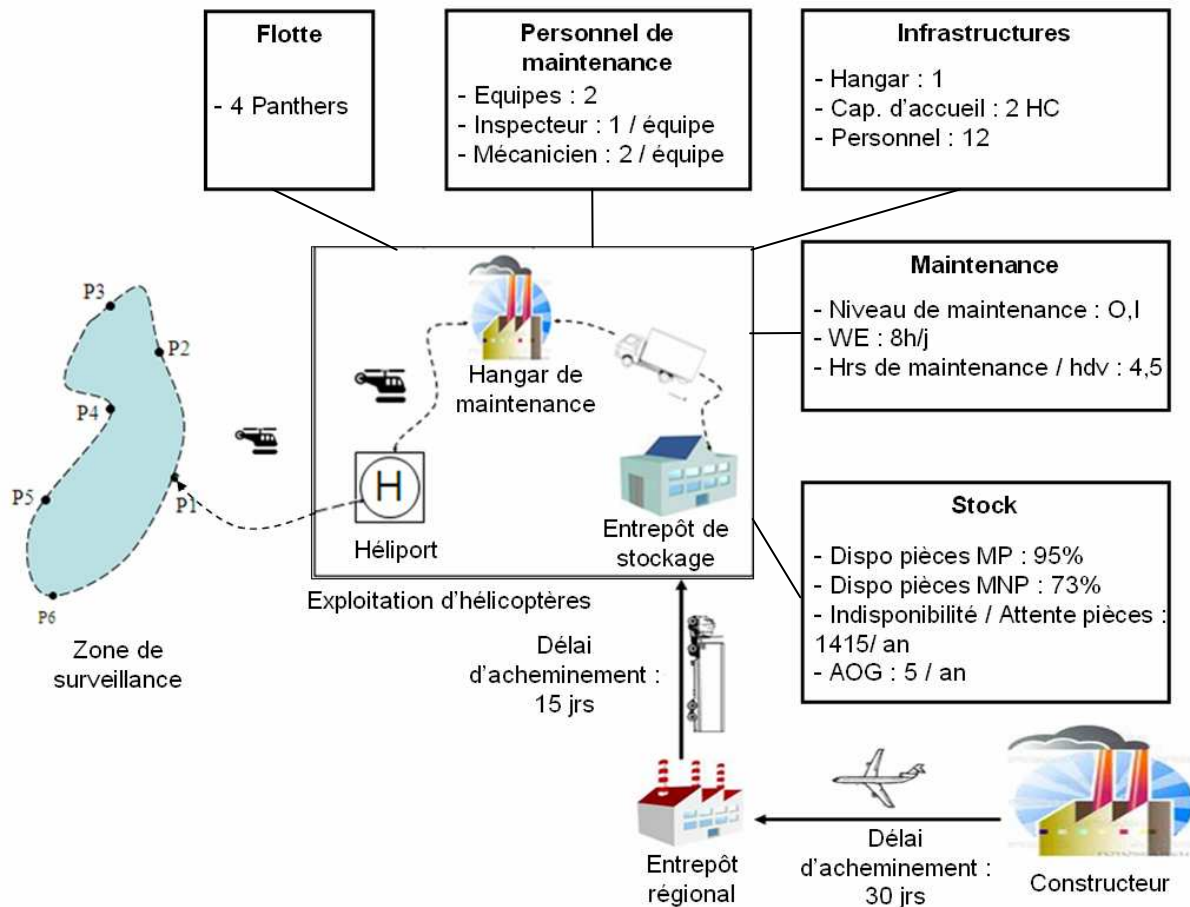 Flotte
- 4 Panthers
Personnel de
maintenance
- Equipes : 2
- Inspecteur : 1 / équipe
- Mécanicien : 2 / équipe
Infrastructures
- Hangar : 1
- Cap. d'accueil : 2 HC
- Personnel : 12
Maintenance
- Niveau de maintenance : O,I
- WE : 8h/j
- Hrs de maintenance / hdv : 4,5
Stock
- Dispo pièces MP : 95%
- Dispo pièces MNP : 73%
- Indisponibilité / Attente pièces :
1415/ an
- AOG : 5 / an
P3
P2
P4
P5
P1
P6
Zone de
surveillance
Hangar de
maintenance
H
Héliport
Entrepôt de
stockage
Exploitation d'hélicoptères
Délai
d'acheminement :
15 jrs
Entrepôt
régional
Délai
d'acheminement :
30 jrs
Constructeur